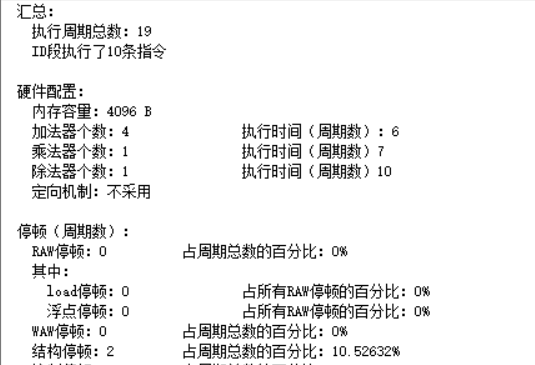 汇总：
执行周期总数：19
ID段执行了10条指令
硬件配置：
内存容量：4096 B
加法器个数：4 执行时间（周期数）：6
乘法器个数：1 执行时间（周期数）7
除法器个数：1 执行时间（周期数）10
定向机制：不采用
停顿（周期数）：
RAW停顿：0 占周期总数的百分比：0%
其中：
load停顿：0 占所有RAW停顿的百分比：0%
浮点停顿：0 占所有RAW停顿的百分比：0%
WAW停顿：0 占周期总数的百分比：0%
结构停顿：2 占周期总数的百分比：10.52632%